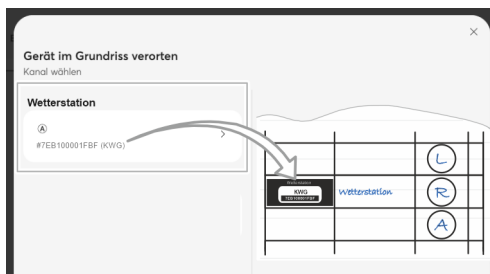 Gerät im Grundriss verorten
Kanal wählen
Wetterstation
A
#7EB100001FBF (KWG)
KWG
7EB100001FBF
Wetterstation
L
R
A